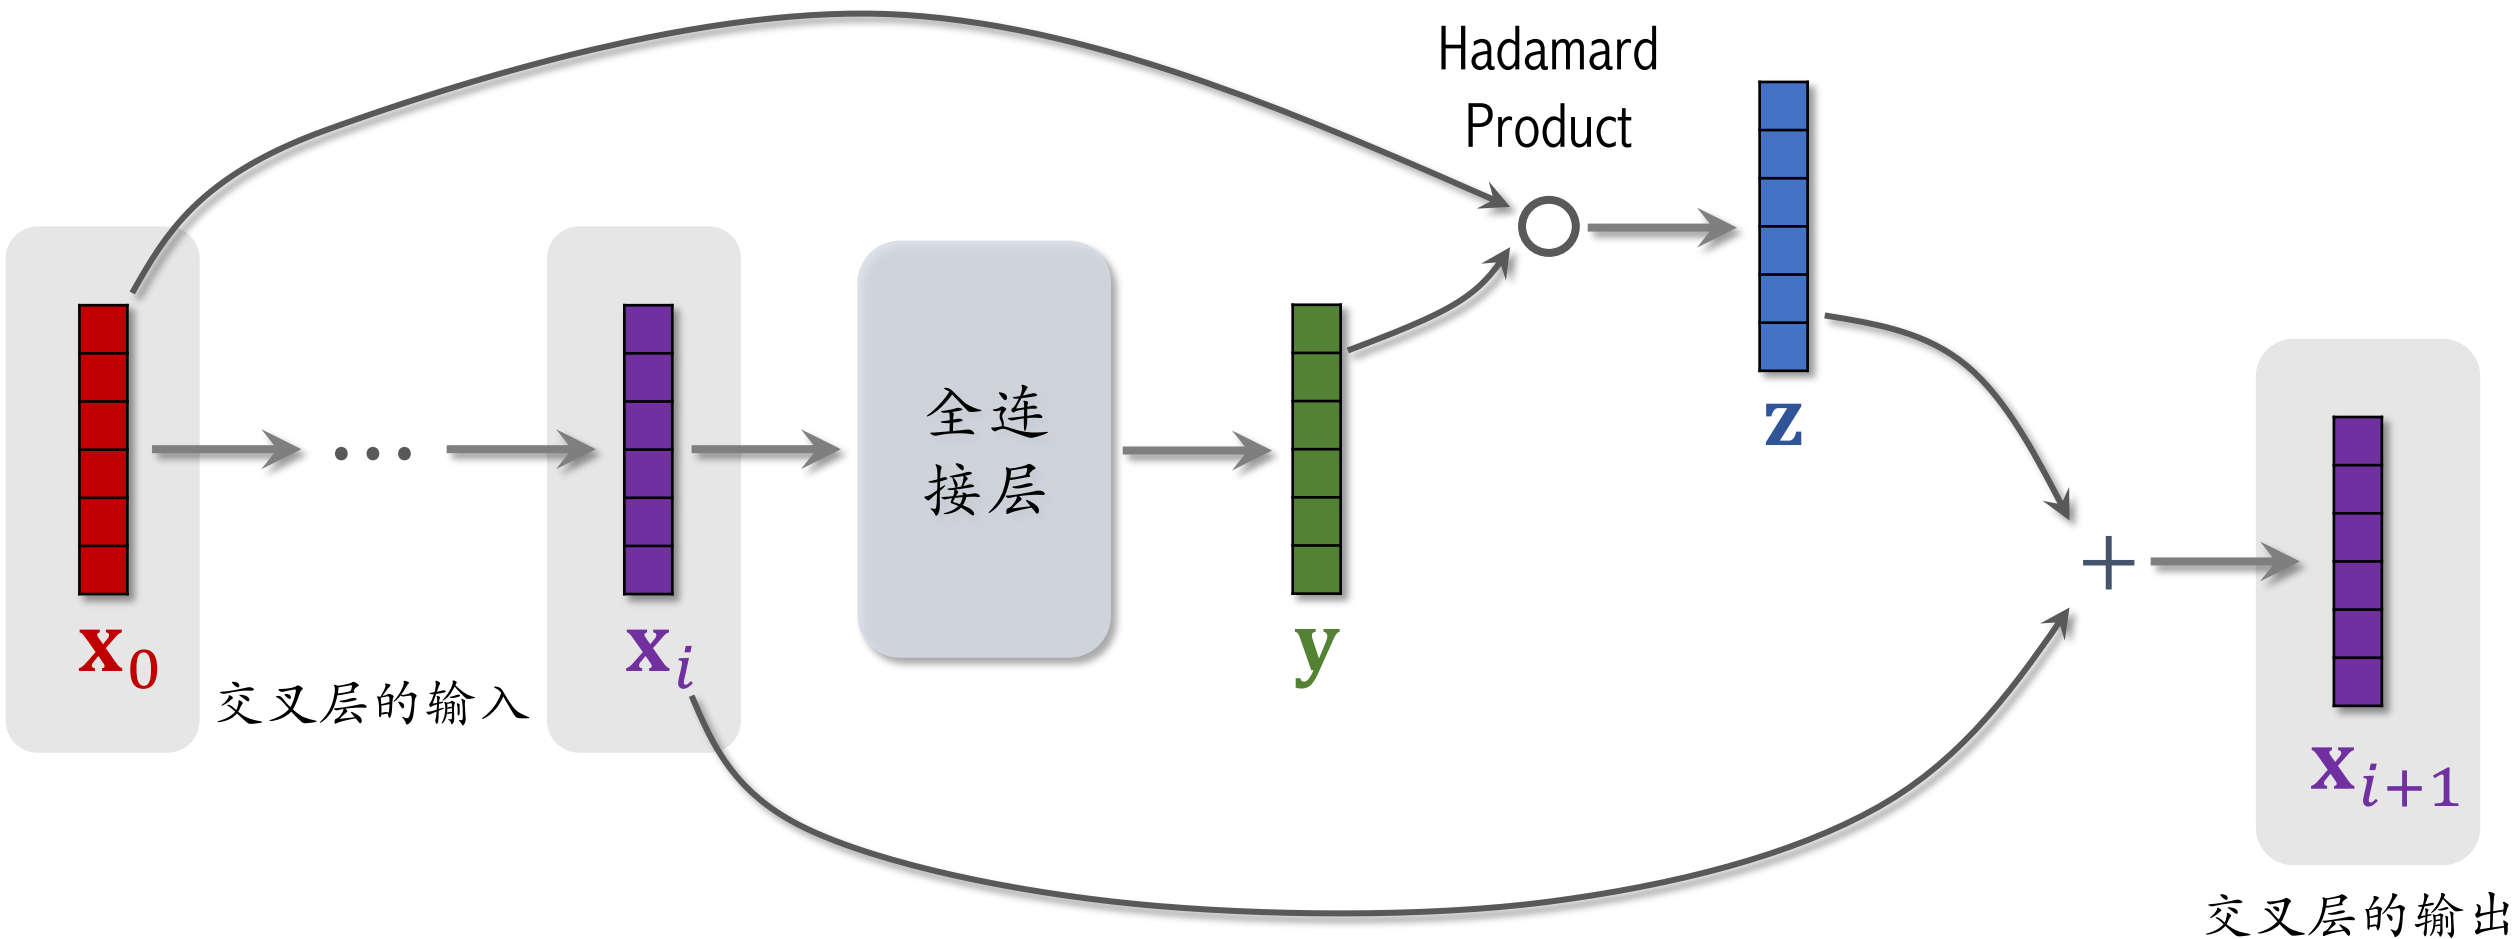 Hadamard
Product
全连
接层
z
x₀
xᵢ
y
交叉层的输入
xᵢ₊₁
交叉层的输出